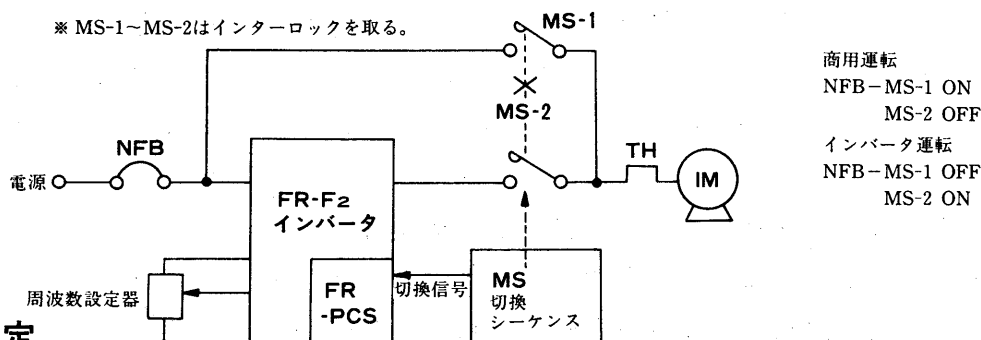 ※ MS-1～MS-2はインターロックを取る。
MS-1
商用運転
NFB－MS-1 ON
MS-2 OFF
インバータ運転
NFB－MS-1 OFF
MS-2 ON
MS-2
NFB
TH
電源
IM
FR-F2
インバータ
周波数設定器
FR
-PCS
切換信号
MS
切換
シーケンス
定